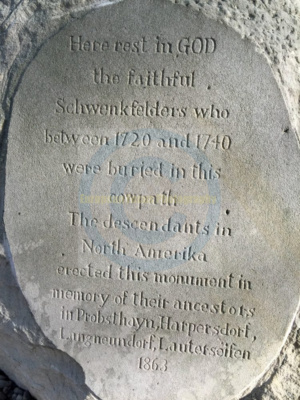 Here rest in GOD
the faithful
Schwenkfelders who
between 1720 and 1740
were buried in this
cowpath
The descendants in
North Amerika
erected this monument in
memory of their ancestors
in Probsthayn, Harpersdorf,
Langneundorf, Lauterseifen
1863